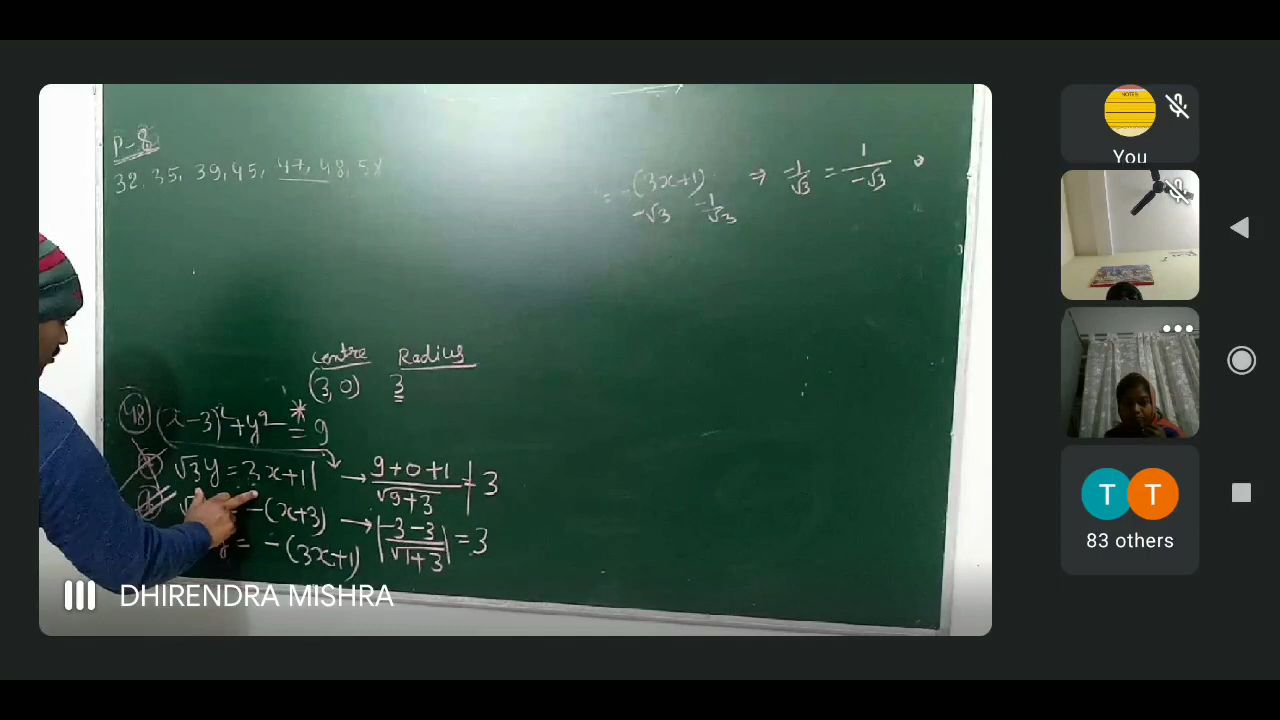 P-8
32, 35, 39, 45, 47, 48, 5
= -(3x+1) / -√3 -1/√3 ⇒ -1/√3 = 1/-√3
Centre Radius
(3,0) 3
48 (x-3)²+y² = 9 *
√3y = 3x+1 → 9+0+1/√9+3 ≠ 3
-(x+3) → |-3-3/√1+3| = 3
y = -(3x+1)
DHIRENDRA MISHRA
NOTES
You
T T
83 others